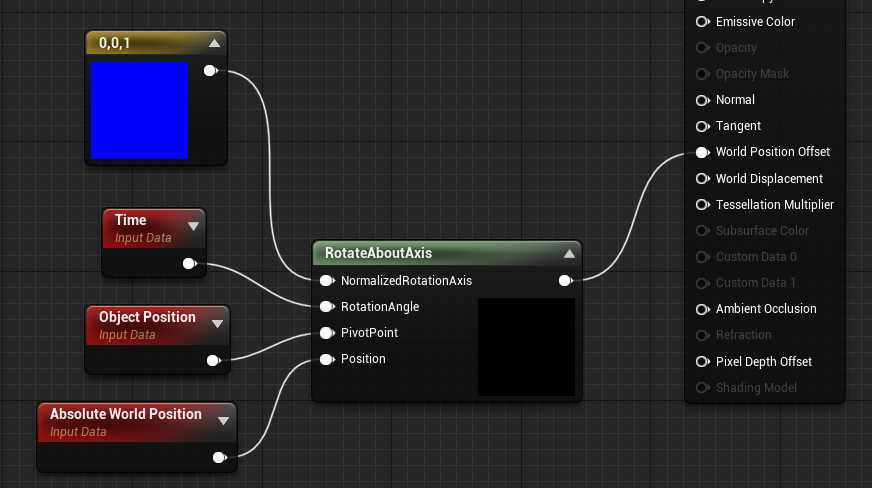 0,0,1
Time
Input Data
Object Position
Input Data
Absolute World Position
Input Data
RotateAboutAxis
NormalizedRotationAxis
RotationAngle
PivotPoint
Position
Emissive Color
Opacity
Opacity Mask
Normal
Tangent
World Position Offset
World Displacement
Tessellation Multiplier
Subsurface Color
Custom Data 0
Custom Data 1
Ambient Occlusion
Refraction
Pixel Depth Offset
Shading Model